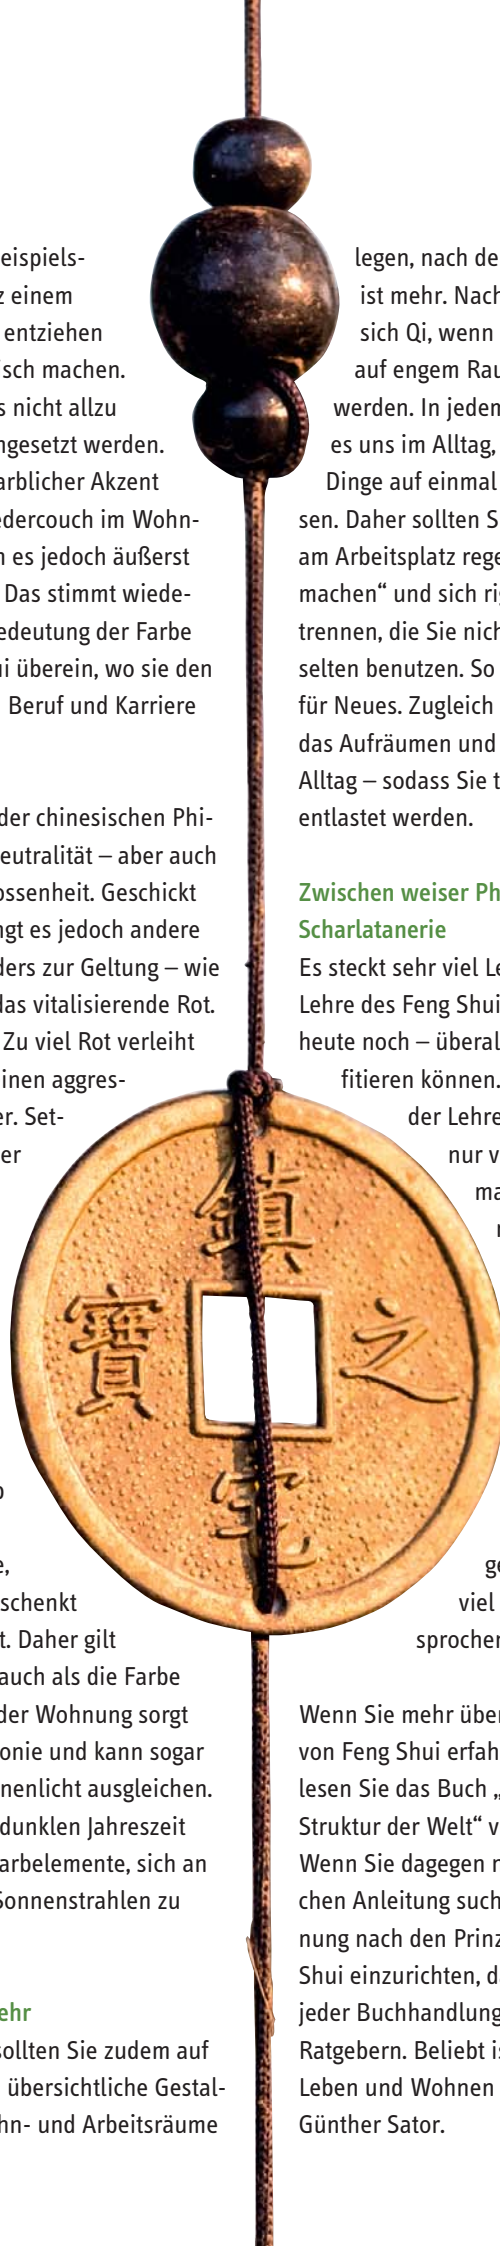 eispiels-
z einem
entziehen
isch machen.
s nicht allzu
ngesetzt werden.
arblicher Akzent
edercouch im Wohn-
n es jedoch äußerst
Das stimmt wiede-
edeutung der Farbe
ui überein, wo sie den
Beruf und Karriere
der chinesischen Phi-
eutralität – aber auch
ossenheit. Geschickt
ngt es jedoch andere
ders zur Geltung – wie
das vitalisierende Rot.
Zu viel Rot verleiht
inen aggres-
er. Set-
er
o
e,
schenkt
t. Daher gilt
auch als die Farbe
der Wohnung sorgt
onie und kann sogar
nenlicht ausgleichen.
dunklen Jahreszeit
arbelemente, sich an
Sonnenstrahlen zu
ehr
sollten Sie zudem auf
übersichtliche Gestal-
hn- und Arbeitsräume
legen, nach de
ist mehr. Nach
sich Qi, wenn
auf engem Rau
werden. In jedem
es uns im Alltag,
Dinge auf einmal
sen. Daher sollten S
am Arbeitsplatz rege
machen“ und sich rig
trennen, die Sie nich
selten benutzen. So
für Neues. Zugleich
das Aufräumen und
Alltag – sodass Sie t
entlastet werden.
Zwischen weiser Ph
Scharlatanerie
Es steckt sehr viel Le
Lehre des Feng Shui
heute noch – überal
fitieren können.
der Lehre
nur v
ma
ge
viel
sprochen
Wenn Sie mehr über
von Feng Shui erfah
lesen Sie das Buch „
Struktur der Welt“ v
Wenn Sie dagegen n
chen Anleitung such
nung nach den Prinz
Shui einzurichten, da
jeder Buchhandlung
Ratgebern. Beliebt is
Leben und Wohnen
Günther Sator.
鎮
寶
之
宅